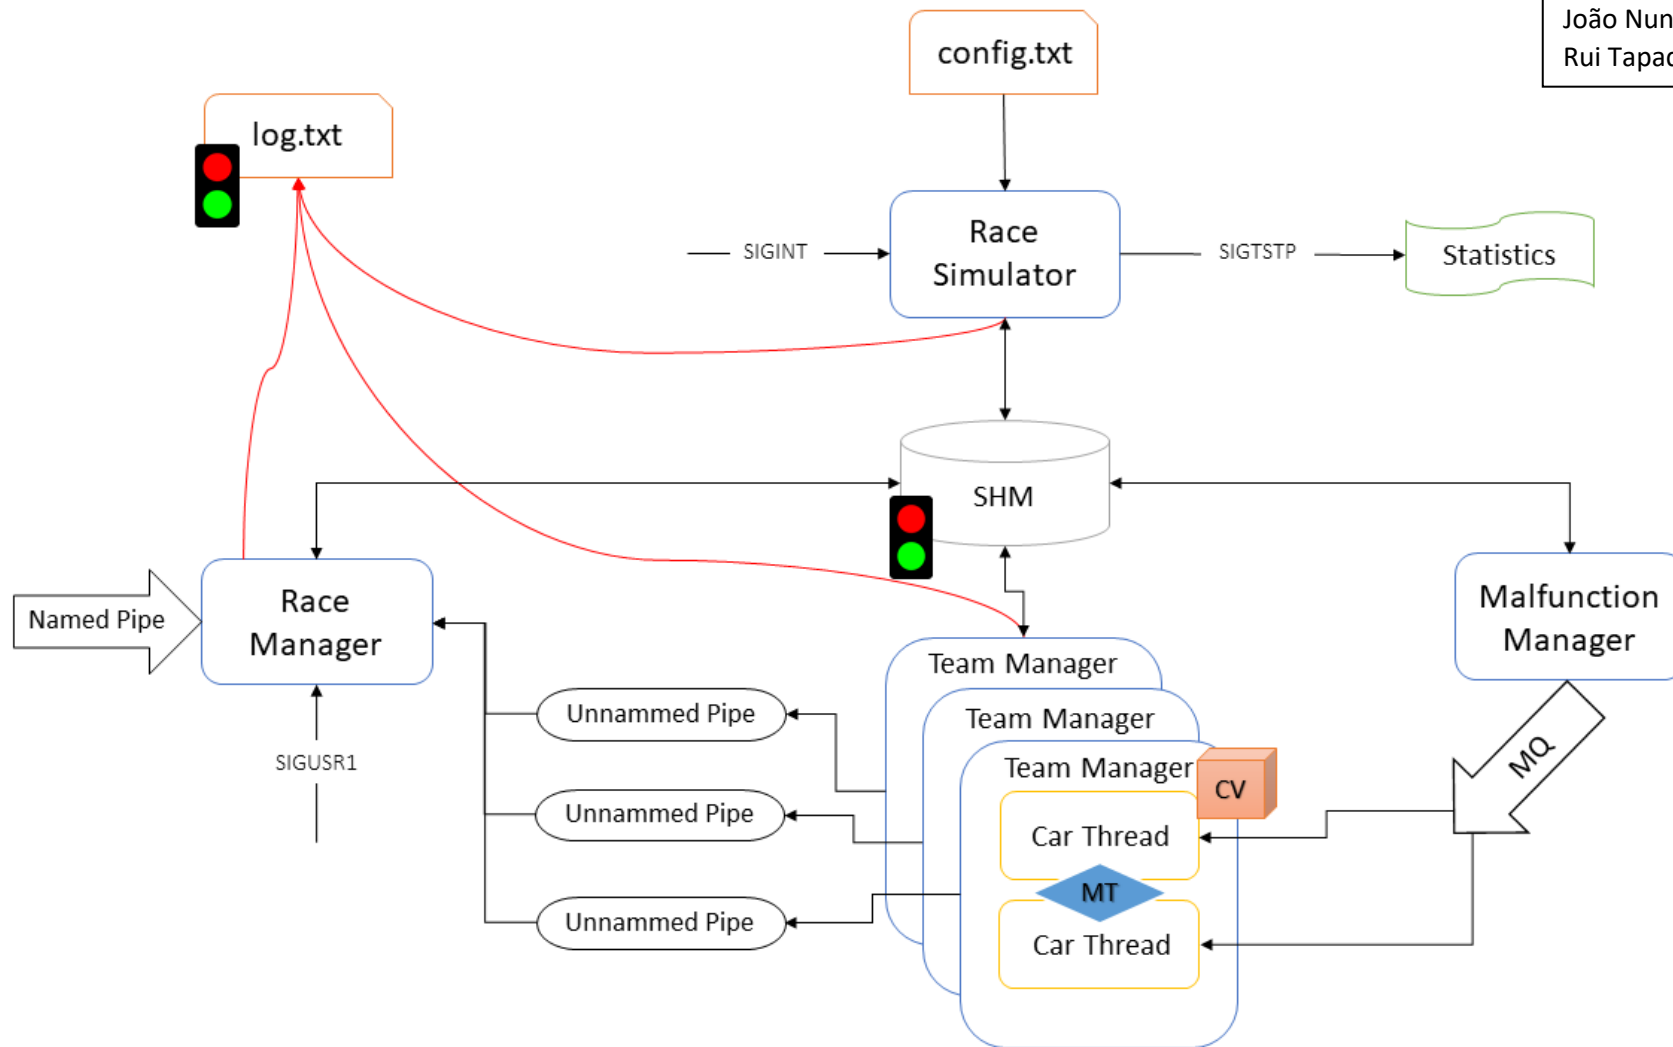 João Nun
Rui Tapad
config.txt
log.txt
Race
Simulator
SIGINT
SIGTSTP
Statistics
SHM
Named Pipe
Race
Manager
Malfunction
Manager
Team Manager
Unnammed Pipe
Team Manager
SIGUSR1
Team Manager
MQ
CV
Unnammed Pipe
Car Thread
MT
Unnammed Pipe
Car Thread